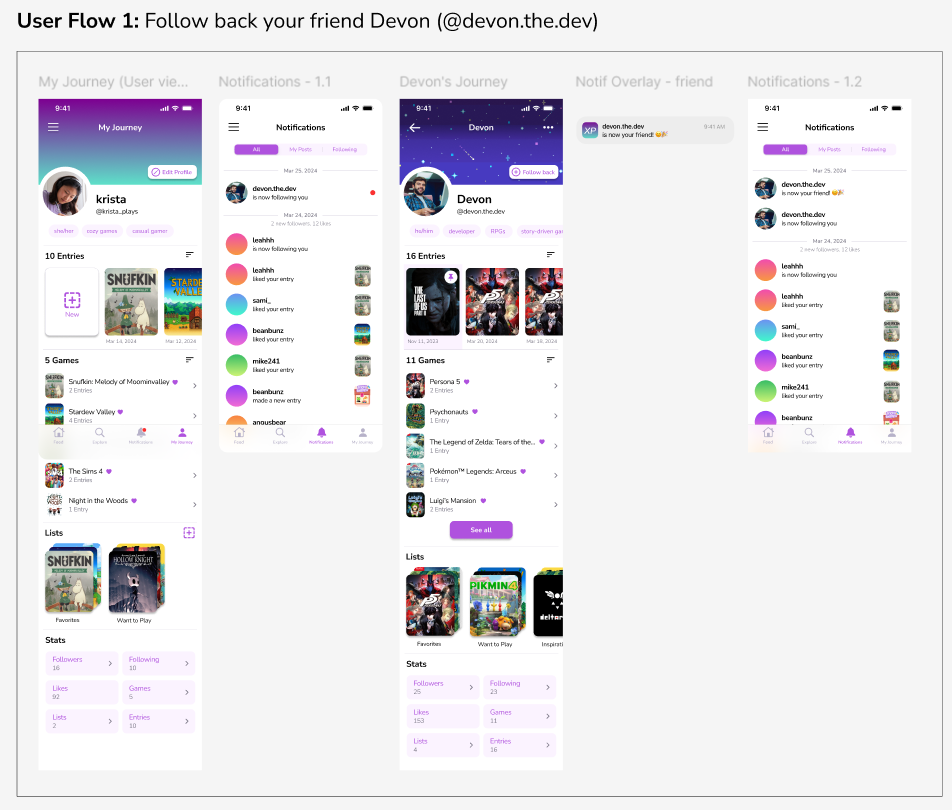 User Flow 1: Follow back your friend Devon (@devon.the.dev)
My Journey (User vie...
9:41
My Journey
Edit Profile
krista
@krista_plays
she/her
cozy games
casual gamer
10 Entries
New
SNUFKIN
STARDEW VALLEY
Mar 14, 2024
Mar 12, 2024
5 Games
Snufkin: Melody of Moominvalley
2 Entries
Stardew Valley
4 Entries
Feed
Explore
Notifications
My Journey
The Sims 4
2 Entries
Night in the Woods
1 Entry
Lists
SNUFKIN
HOLLOW KNIGHT
Favorites
Want to Play
Stats
Followers
16
Following
10
Likes
92
Games
5
Lists
2
Entries
10
Notifications - 1.1
9:41
Notifications
All
My Posts
Following
Mar 25, 2024
devon.the.dev
is now following you
Mar 24, 2024
2 new followers, 12 likes
leahhh
is now following you
leahhh
liked your entry
sami_
liked your entry
beanbunz
liked your entry
mike241
liked your entry
beanbunz
made a new entry
anousbear
Feed
Explore
Notifications
My Journey
Devon's Journey
9:41
Devon
Follow back
Devon
@devon.the.dev
he/him
developer
RPGs
story-driven gar
16 Entries
THE LAST OF US PART II
Nov 11, 2023
Mar 20, 2024
Mar 18, 2024
11 Games
Persona 5
2 Entries
Psychonauts
1 Entry
The Legend of Zelda: Tears of the...
1 Entry
Pokémon™ Legends: Arceus
1 Entry
Luigi's Mansion
2 Entries
See all
Lists
PIKMIN 4
deltar
Favorites
Want to Play
Inspirati
Stats
Followers
25
Following
23
Likes
153
Games
11
Lists
4
Entries
16
Notif Overlay - friend
XP
devon.the.dev
9:41 AM
is now your friend!
Notifications - 1.2
9:41
Notifications
All
My Posts
Following
Mar 25, 2024
devon.the.dev
is now your friend!
devon.the.dev
is now following you
Mar 24, 2024
2 new followers, 12 likes
leahhh
is now following you
leahhh
liked your entry
sami_
liked your entry
beanbunz
liked your entry
mike241
liked your entry
beanbunz
Feed
Explore
Notifications
My Journey